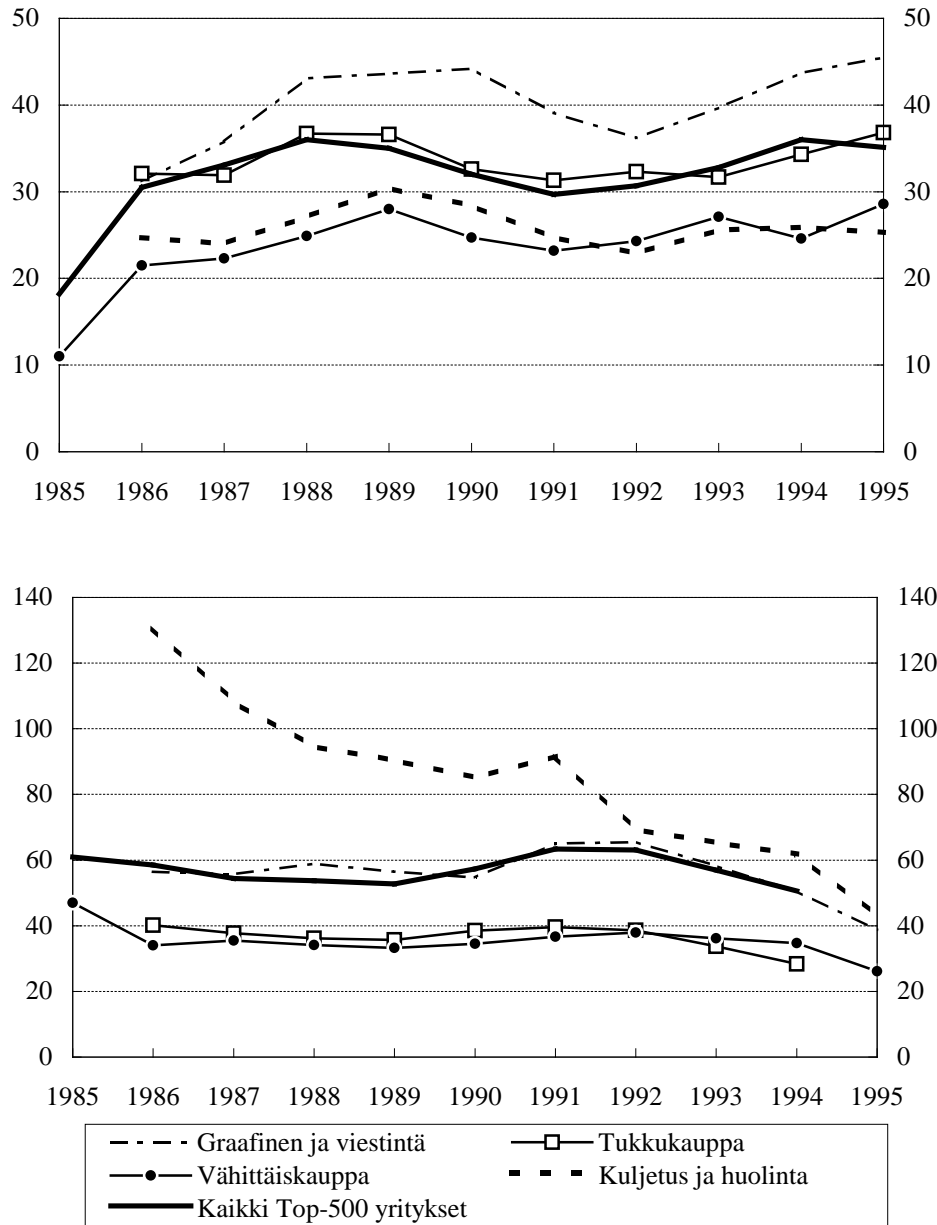 50 50
40 40
30 30
20 20
10 10
0 0
1985 1986 1987 1988 1989 1990 1991 1992 1993 1994 1995
140 140
120 120
100 100
80 80
60 60
40 40
20 20
0 0
1985 1986 1987 1988 1989 1990 1991 1992 1993 1994 1995
Graafinen ja viestintä Tukkukauppa
Vähittäiskauppa Kuljetus ja huolinta
Kaikki Top-500 yritykset